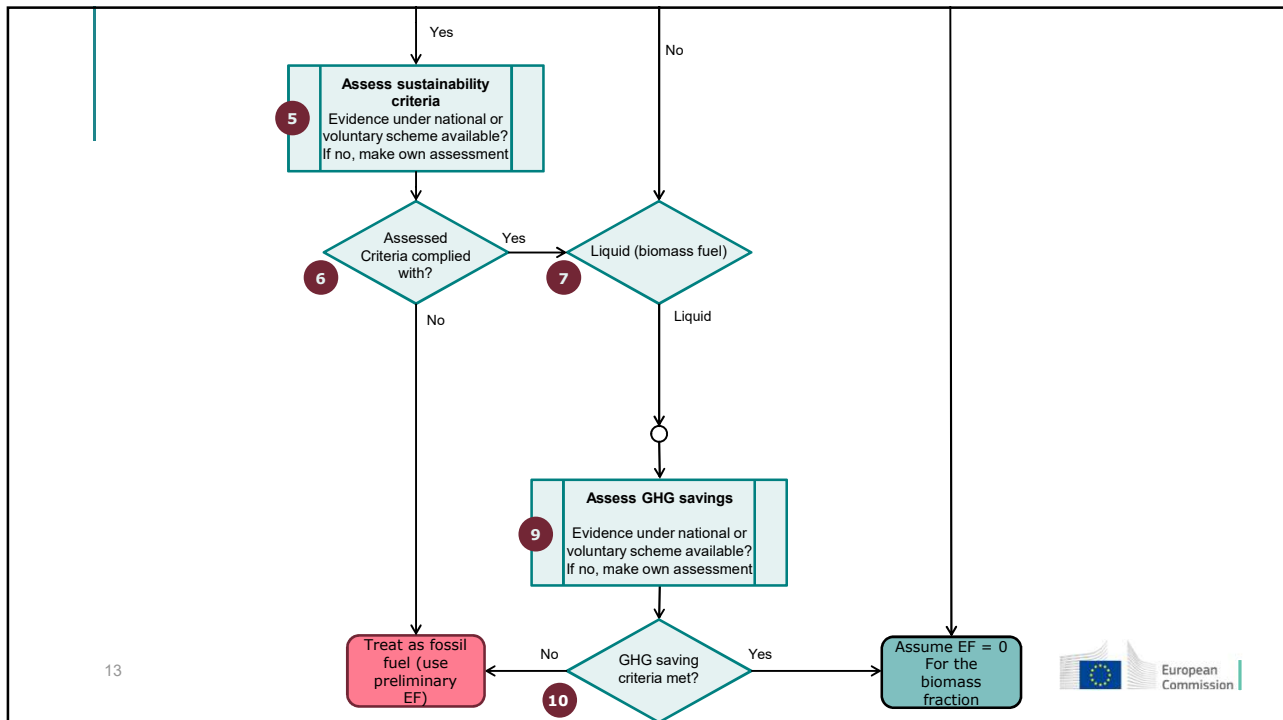 Yes
No
Assess sustainability
criteria
Evidence under national or
voluntary scheme available?
If no, make own assessment
5
Assessed
Criteria complied
with?
6
Yes
Liquid (biomass fuel)
7
No
Liquid
Assess GHG savings
Evidence under national or
voluntary scheme available?
If no, make own assessment
9
Treat as fossil
fuel (use
preliminary
EF)
No
GHG saving
criteria met?
10
Yes
Assume EF = 0
For the
biomass
fraction
13
European
Commission